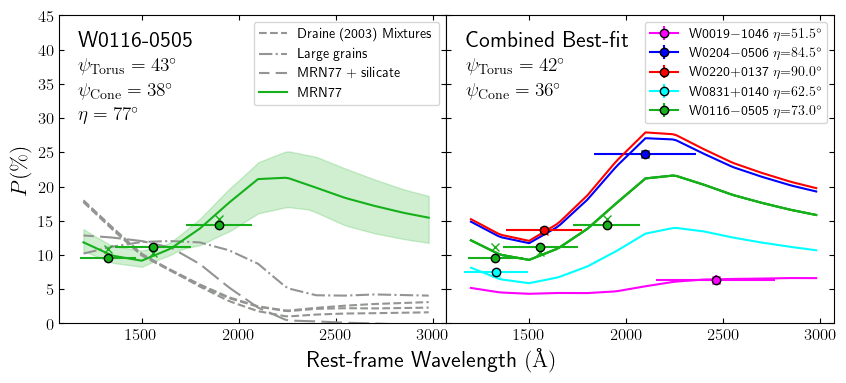 W0116-0505
ψTorus = 43°
ψCone = 38°
η = 77°
Draine (2003) Mixtures
Large grains
MRN77 + silicate
MRN77
Combined Best-fit
ψTorus = 42°
ψCone = 36°
W0019−1046 η=51.5°
W0204−0506 η=84.5°
W0220+0137 η=90.0°
W0831+0140 η=62.5°
W0116−0505 η=73.0°
P(%)
45
40
35
30
25
20
15
10
5
0
1500 2000 2500 3000
1500 2000 2500 3000
Rest-frame Wavelength (Å)